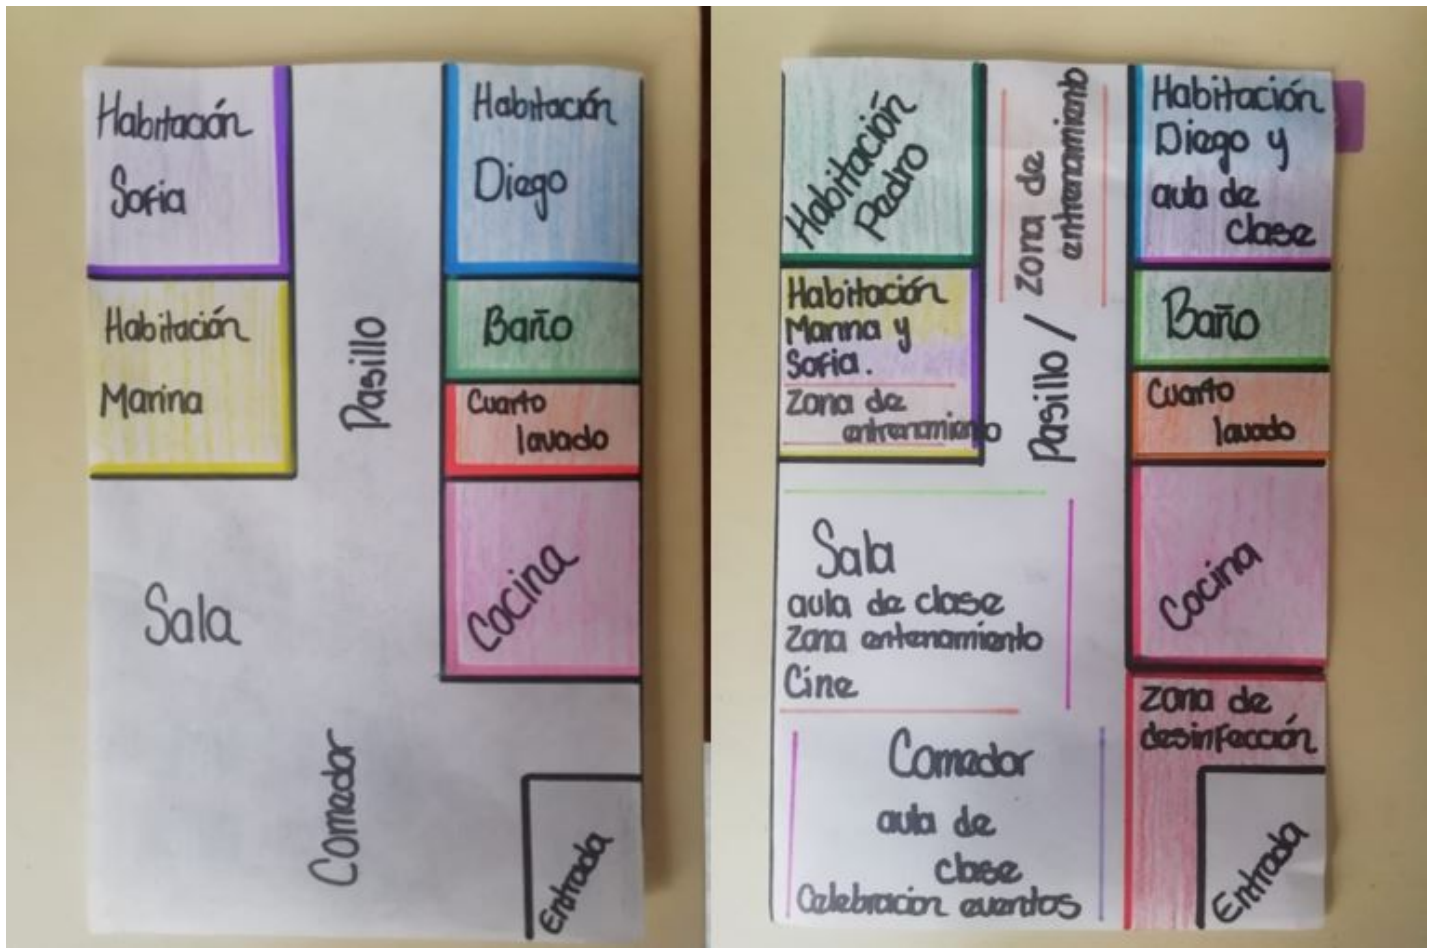 Habitación
Sofia
Habitación
Diego
Habitación
Marina
Pasillo
Baño
Cuarto
lavado
Cocina
Sala
Comedor
Entrada
Habitación
Pedro
zona de
entrenamiento
Habitación
Diego y
aula de
clase
Habitación
Marina y
Sofia.
zona de
entrenamiento
Pasillo /
Baño
Cuarto
lavado
Cocina
Sala
aula de clase
zona entenamiento
Cine
zona de
desinfección
Comedor
aula de
clase
Celebracion eventos
Entrada